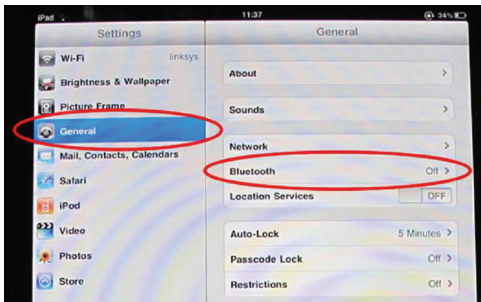 iPad 11:37 34%
Settings
General
Wi-Fi linksys
Brightness & Wallpaper
Picture Frame
General
Mail, Contacts, Calendars
Safari
iPod
Video
Photos
Store
About
Sounds
Network
Bluetooth Off
Location Services OFF
Auto-Lock 5 Minutes
Passcode Lock Off
Restrictions Off